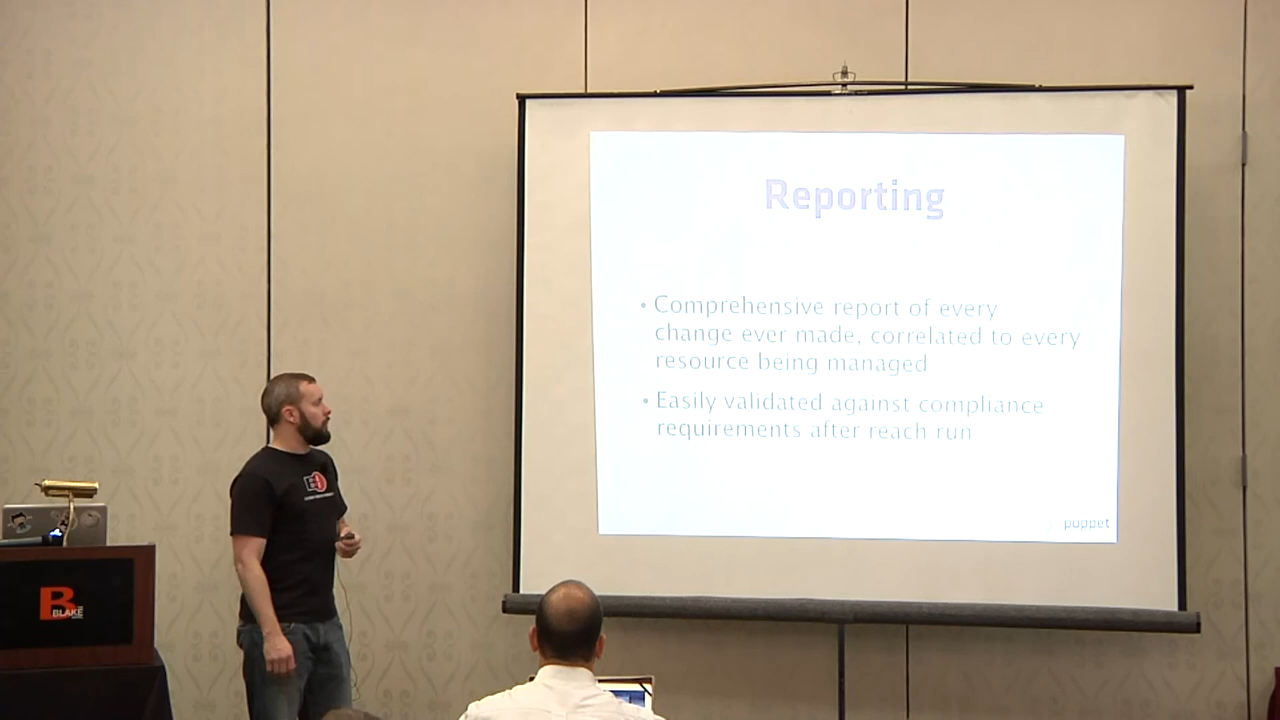 Reporting
• Comprehensive report of every
change ever made, correlated to every
resource being managed
• Easily validated against compliance
requirements after reach run
puppet
B
BLAKE